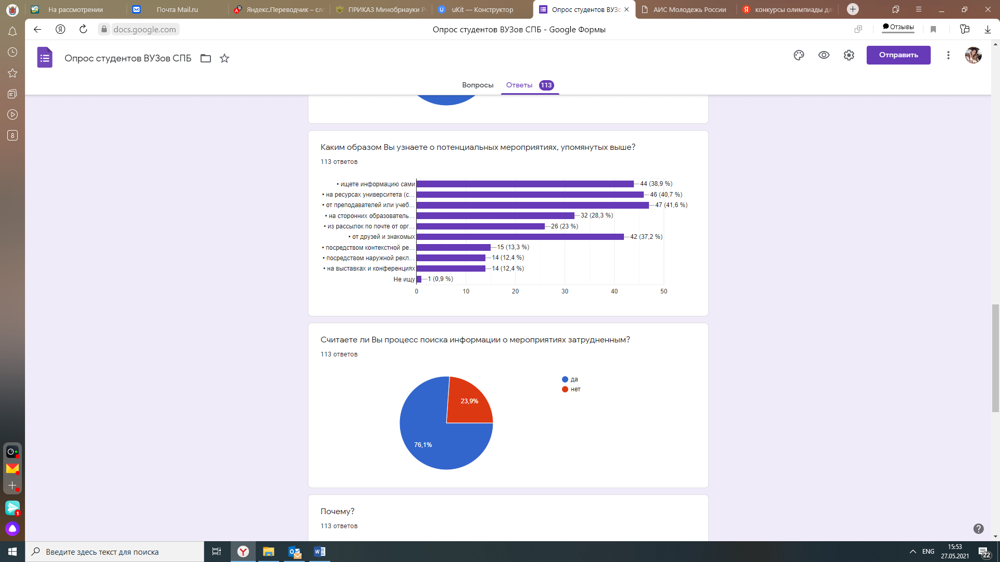 На рассмотрении
Почта Mail.ru
Яндекс.Переводчик – сло
ПРИКАЗ Минобрнауки Р
uKit — Конструктор
Опрос студентов ВУЗо
АИС Молодежь России
конкурсы олимпиады дл
docs.google.com
Опрос студентов ВУЗов СПБ - Google Формы
Отзывы
Опрос студентов ВУЗов СПБ
Отправить
Вопросы
Ответы 113
Каким образом Вы узнаете о потенциальных мероприятиях, упомянутых выше?
113 ответов
• ищете информацию сами 44 (38,9 %)
• на ресурсах университета (с... 46 (40,7 %)
• от преподавателей или учеб... 47 (41,6 %)
• на сторонних образователь... 32 (28,3 %)
• из рассылок по почте от орг... 26 (23 %)
• от друзей и знакомых 42 (37,2 %)
• посредством контекстной ре... 15 (13,3 %)
• посредством наружной рекл... 14 (12,4 %)
• на выставках и конференциях 14 (12,4 %)
Не ищу 1 (0,9 %)
0 10 20 30 40 50
Считаете ли Вы процесс поиска информации о мероприятиях затрудненным?
113 ответов
да
нет
23,9%
76,1%
Почему?
113 ответов
8
1
Введите здесь текст для поиска
ENG
15:53
27.05.2021
22